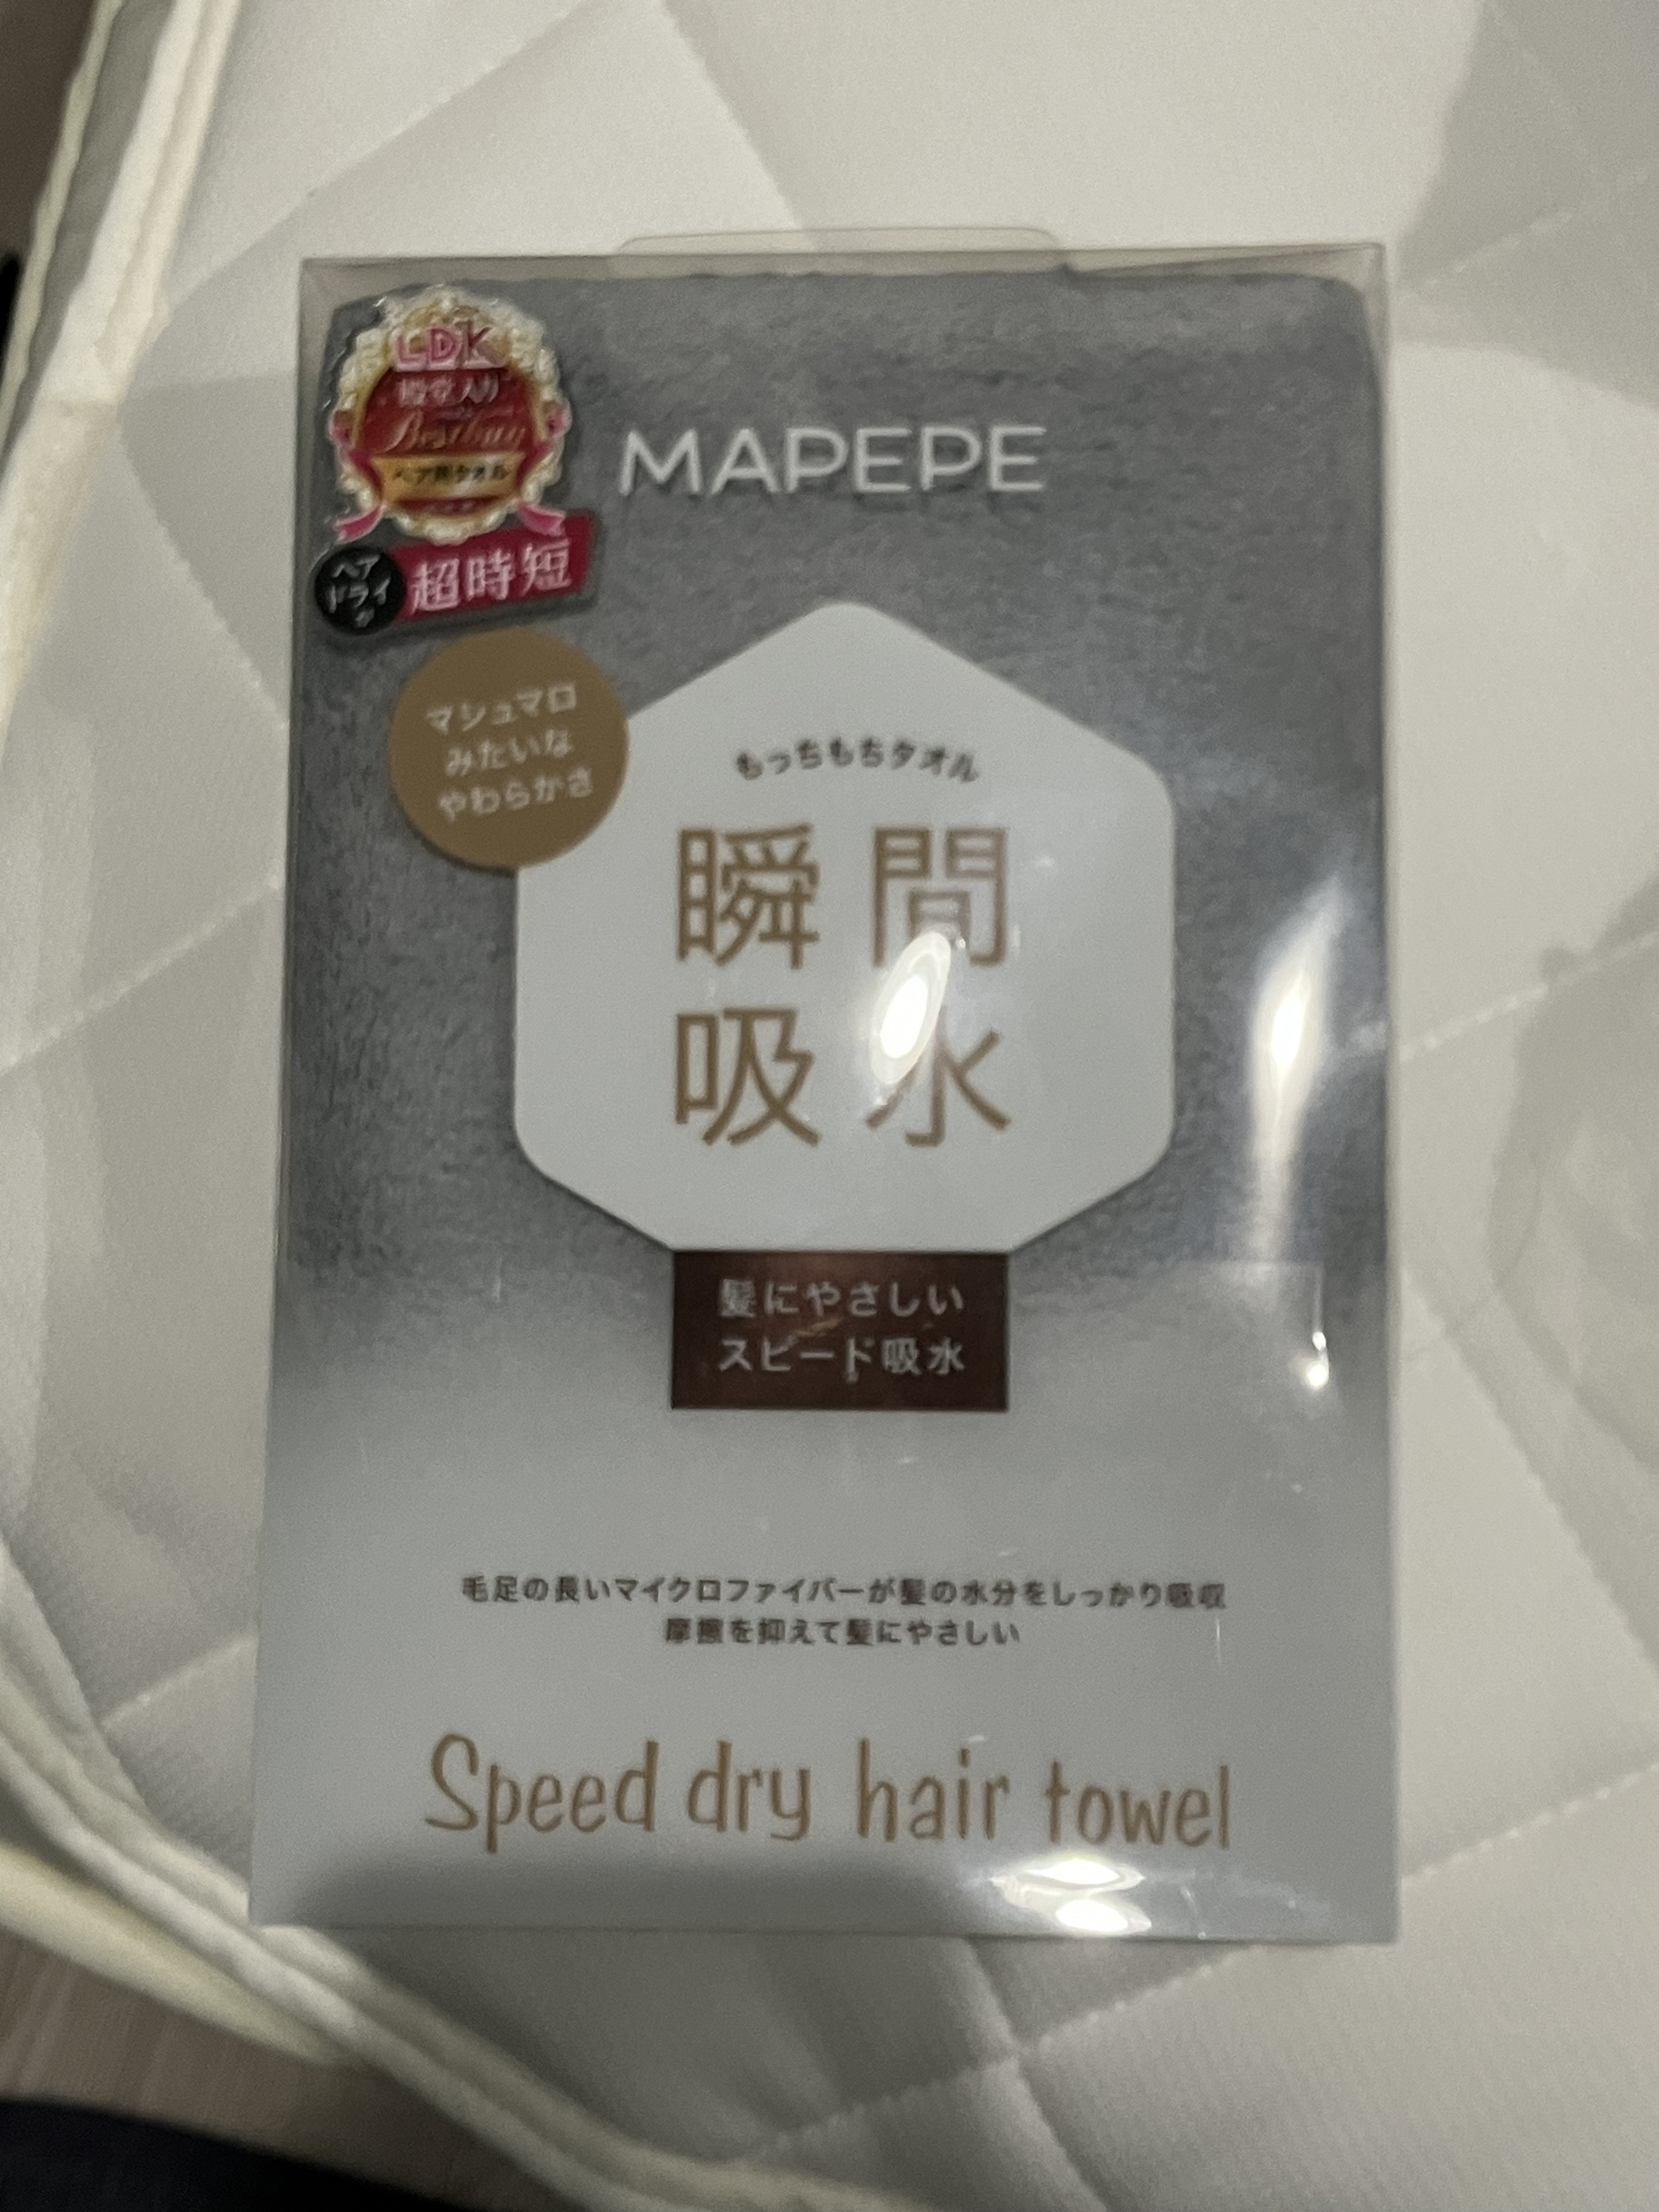 LDK
殿堂入り
Bestbuy
ヘア用タオル
ヘア
ドライ
超時短
MAPEPE
マシュマロ
みたいな
やわらかさ
もっちもちタオル
瞬間
吸水
髪にやさしい
スピード吸水
毛足の長いマイクロファイバーが髪の水分をしっかり吸収
摩擦を抑えて髪にやさしい
Speed dry hair towel